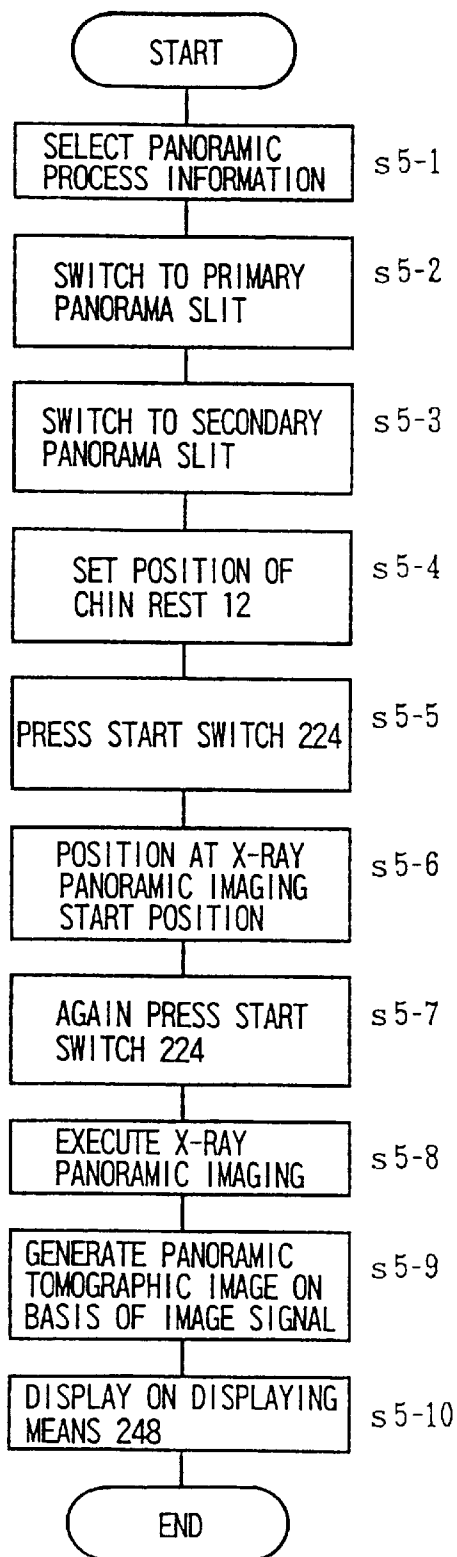 START
SELECT PANORAMIC
PROCESS INFORMATION
s5-1
SWITCH TO PRIMARY
PANORAMA SLIT
s5-2
SWITCH TO SECONDARY
PANORAMA SLIT
s5-3
SET POSITION OF
CHIN REST 12
s5-4
PRESS START SWITCH 224
s5-5
POSITION AT X-RAY
PANORAMIC IMAGING
START POSITION
s5-6
AGAIN PRESS START
SWITCH 224
s5-7
EXECUTE X-RAY
PANORAMIC IMAGING
s5-8
GENERATE PANORAMIC
TOMOGRAPHIC IMAGE ON
BASIS OF IMAGE SIGNAL
s5-9
DISPLAY ON DISPLAYING
MEANS 248
s5-10
END